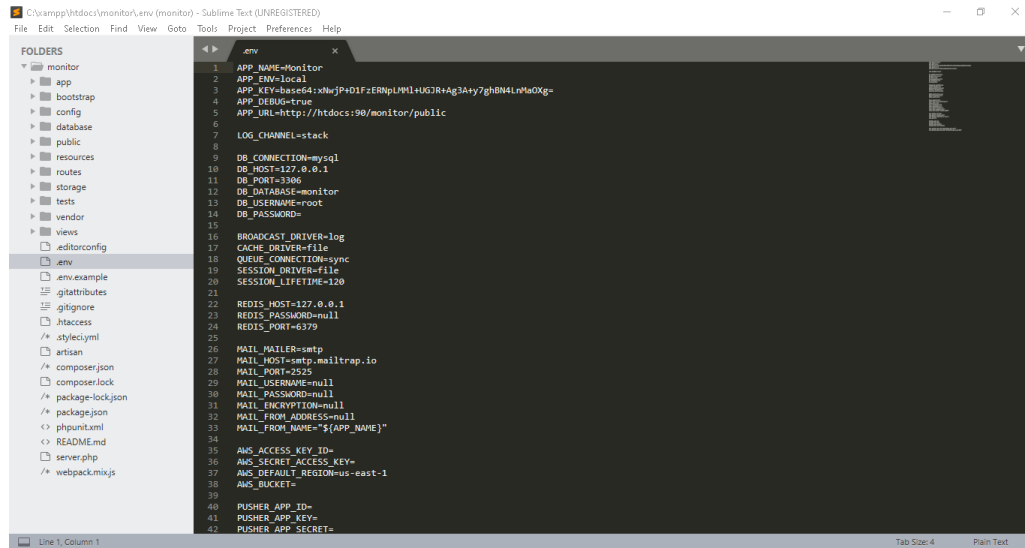 C:\xampp\htdocs\monitor\.env (monitor) - Sublime Text (UNREGISTERED)
File Edit Selection Find View Goto Tools Project Preferences Help
FOLDERS
monitor
app
bootstrap
config
database
public
resources
routes
storage
tests
vendor
views
.editorconfig
.env
.env.example
.gitattributes
.gitignore
.htaccess
.styleci.yml
artisan
composer.json
composer.lock
package-lock.json
package.json
phpunit.xml
README.md
server.php
webpack.mix.js
.env
1 APP_NAME=Monitor
2 APP_ENV=local
3 APP_KEY=base64:xNwjP+D1FzERNpLMMl+UGJR+Ag3A+y7ghBN4LnMaOXg=
4 APP_DEBUG=true
5 APP_URL=http://htdocs:90/monitor/public
6
7 LOG_CHANNEL=stack
8
9 DB_CONNECTION=mysql
10 DB_HOST=127.0.0.1
11 DB_PORT=3306
12 DB_DATABASE=monitor
13 DB_USERNAME=root
14 DB_PASSWORD=
15
16 BROADCAST_DRIVER=log
17 CACHE_DRIVER=file
18 QUEUE_CONNECTION=sync
19 SESSION_DRIVER=file
20 SESSION_LIFETIME=120
21
22 REDIS_HOST=127.0.0.1
23 REDIS_PASSWORD=null
24 REDIS_PORT=6379
25
26 MAIL_MAILER=smtp
27 MAIL_HOST=smtp.mailtrap.io
28 MAIL_PORT=2525
29 MAIL_USERNAME=null
30 MAIL_PASSWORD=null
31 MAIL_ENCRYPTION=null
32 MAIL_FROM_ADDRESS=null
33 MAIL_FROM_NAME="${APP_NAME}"
34
35 AWS_ACCESS_KEY_ID=
36 AWS_SECRET_ACCESS_KEY=
37 AWS_DEFAULT_REGION=us-east-1
38 AWS_BUCKET=
39
40 PUSHER_APP_ID=
41 PUSHER_APP_KEY=
42 PUSHER_APP_SECRET=
Line 1, Column 1
Tab Size: 4
Plain Text